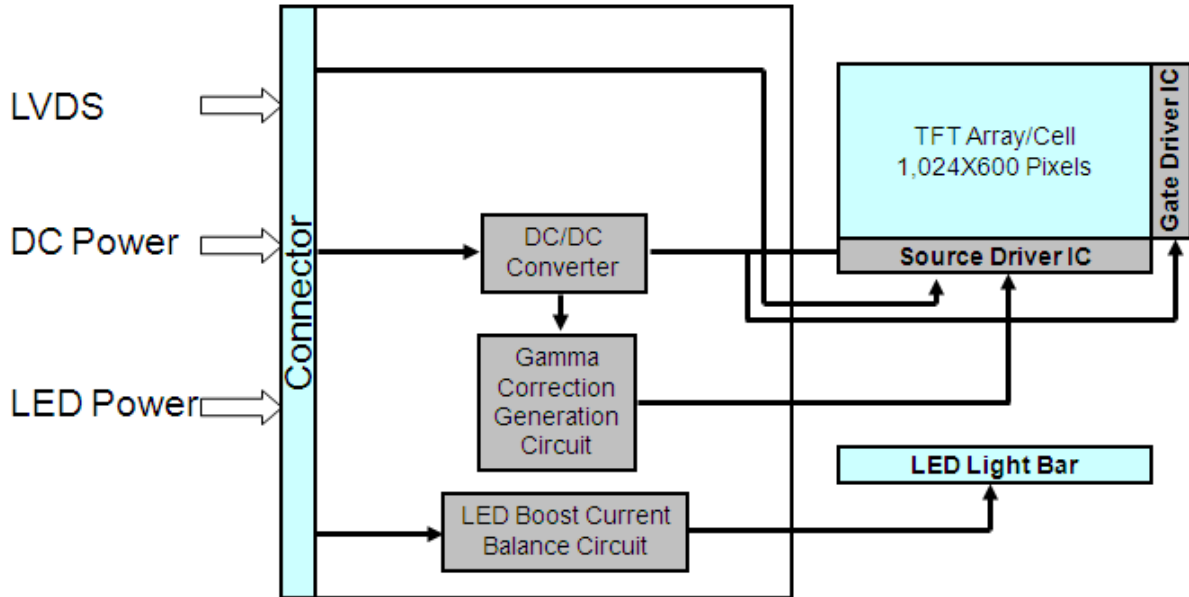 LVDS
DC Power
LED Power
Connector
DC/DC
Converter
Gamma
Correction
Generation
Circuit
LED Boost Current
Balance Circuit
TFT Array/Cell
1,024X600 Pixels
Gate Driver IC
Source Driver IC
LED Light Bar